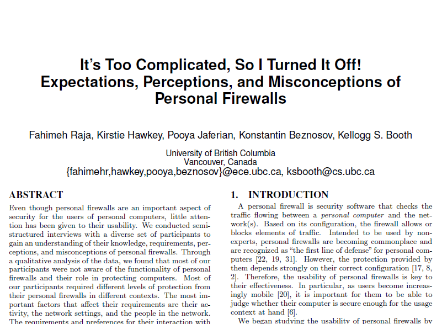 It's Too Complicated, So I Turned It Off!
Expectations, Perceptions, and Misconceptions of
Personal Firewalls
Fahimeh Raja, Kirstie Hawkey, Pooya Jaferian, Konstantin Beznosov, Kellogg S. Booth
University of British Columbia
Vancouver, Canada
{fahimehr,hawkey,pooya,beznosov}@ece.ubc.ca, ksbooth@cs.ubc.ca
ABSTRACT
Even though personal firewalls are an important aspect of
security for the users of personal computers, little atten-
tion has been given to their usability. We conducted semi-
structured interviews with a diverse set of participants to
gain an understanding of their knowledge, requirements, per-
ceptions, and misconceptions of personal firewalls. Through
a qualitative analysis of the data, we found that most of our
participants were not aware of the functionality of personal
firewalls and their role in protecting computers. Most of
our participants required different levels of protection from
their personal firewalls in different contexts. The most im-
portant factors that affect their requirements are their ac-
tivity, the network settings, and the people in the network.
The requirements and preferences for their interaction with
1. INTRODUCTION
A personal firewall is security software that checks the
traffic flowing between a personal computer and the net-
work(s). Based on its configuration, the firewall allows or
blocks elements of traffic. Intended to be used by non-
experts, personal firewalls are becoming commonplace and
are recognized as "the first line of defense" for personal com-
puters [22, 19, 31]. However, the protection provided by
them depends strongly on their correct configuration [17, 8,
2]. Therefore, the usability of personal firewalls is key to
their effectiveness. In particular, as users become increas-
ingly mobile [20], it is important for them to be able to
judge whether their computer is secure enough for the usage
context at hand [6].
We began studying the usability of personal firewalls by